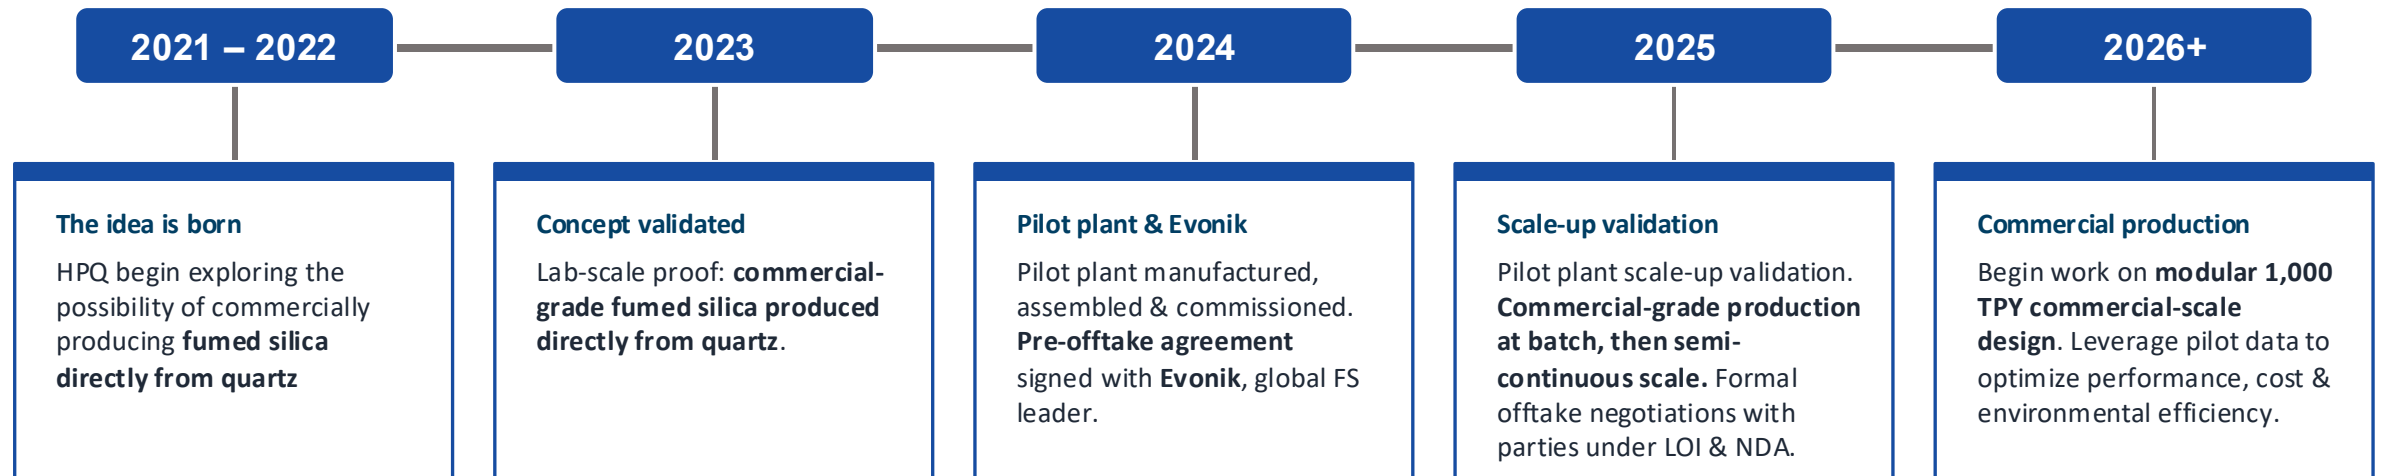 2021 – 2022
2023
2024
2025
2026+
The idea is born
HPQ begin exploring the
possibility of commercially
producing fumed silica
directly from quartz
Concept validated
Lab-scale proof: commercial-
grade fumed silica produced
directly from quartz.
Pilot plant & Evonik
Pilot plant manufactured,
assembled & commissioned.
Pre-offtake agreement
signed with Evonik, global FS
leader.
Scale-up validation
Pilot plant scale-up validation.
Commercial-grade production
at batch, then semi-
continuous scale. Formal
offtake negotiations with
parties under LOI & NDA.
Commercial production
Begin work on modular 1,000
TPY commercial-scale
design. Leverage pilot data to
optimize performance, cost &
environmental efficiency.